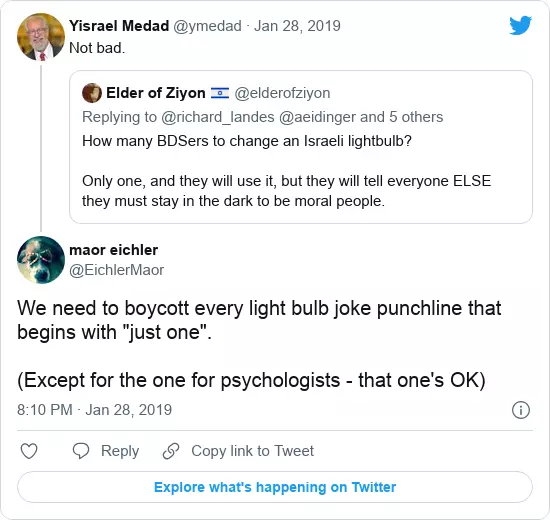 Yisrael Medad @ymedad · Jan 28, 2019
Not bad.
Elder of Ziyon 🇮🇱 @elderofziyon
Replying to @richard_landes @aeidinger and 5 others
How many BDSers to change an Israeli lightbulb?
Only one, and they will use it, but they will tell everyone ELSE
they must stay in the dark to be moral people.
maor eichler
@EichlerMaor
We need to boycott every light bulb joke punchline that
begins with "just one".
(Except for the one for psychologists - that one's OK)
8:10 PM · Jan 28, 2019
Reply
Copy link to Tweet
Explore what's happening on Twitter